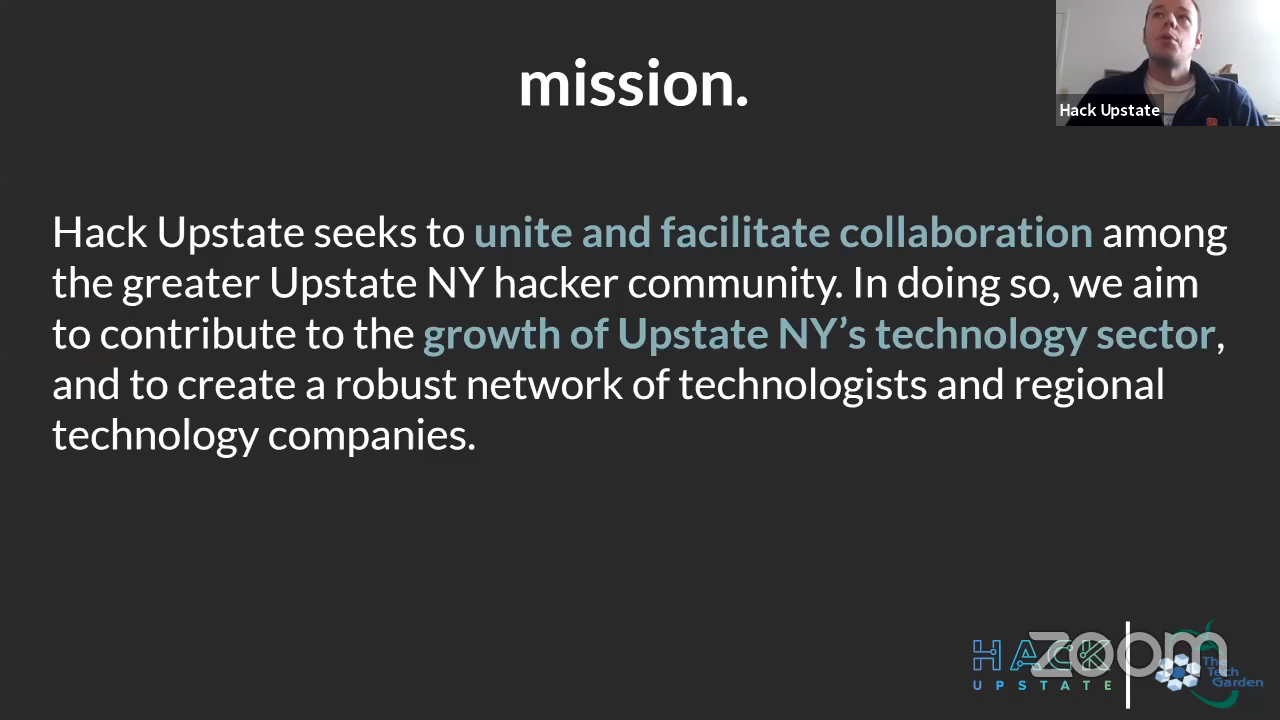 mission.
Hack Upstate
Hack Upstate seeks to unite and facilitate collaboration among
the greater Upstate NY hacker community. In doing so, we aim
to contribute to the growth of Upstate NY’s technology sector,
and to create a robust network of technologists and regional
technology companies.
HACK
UPSTATE
zoom
The
Tech
Garden